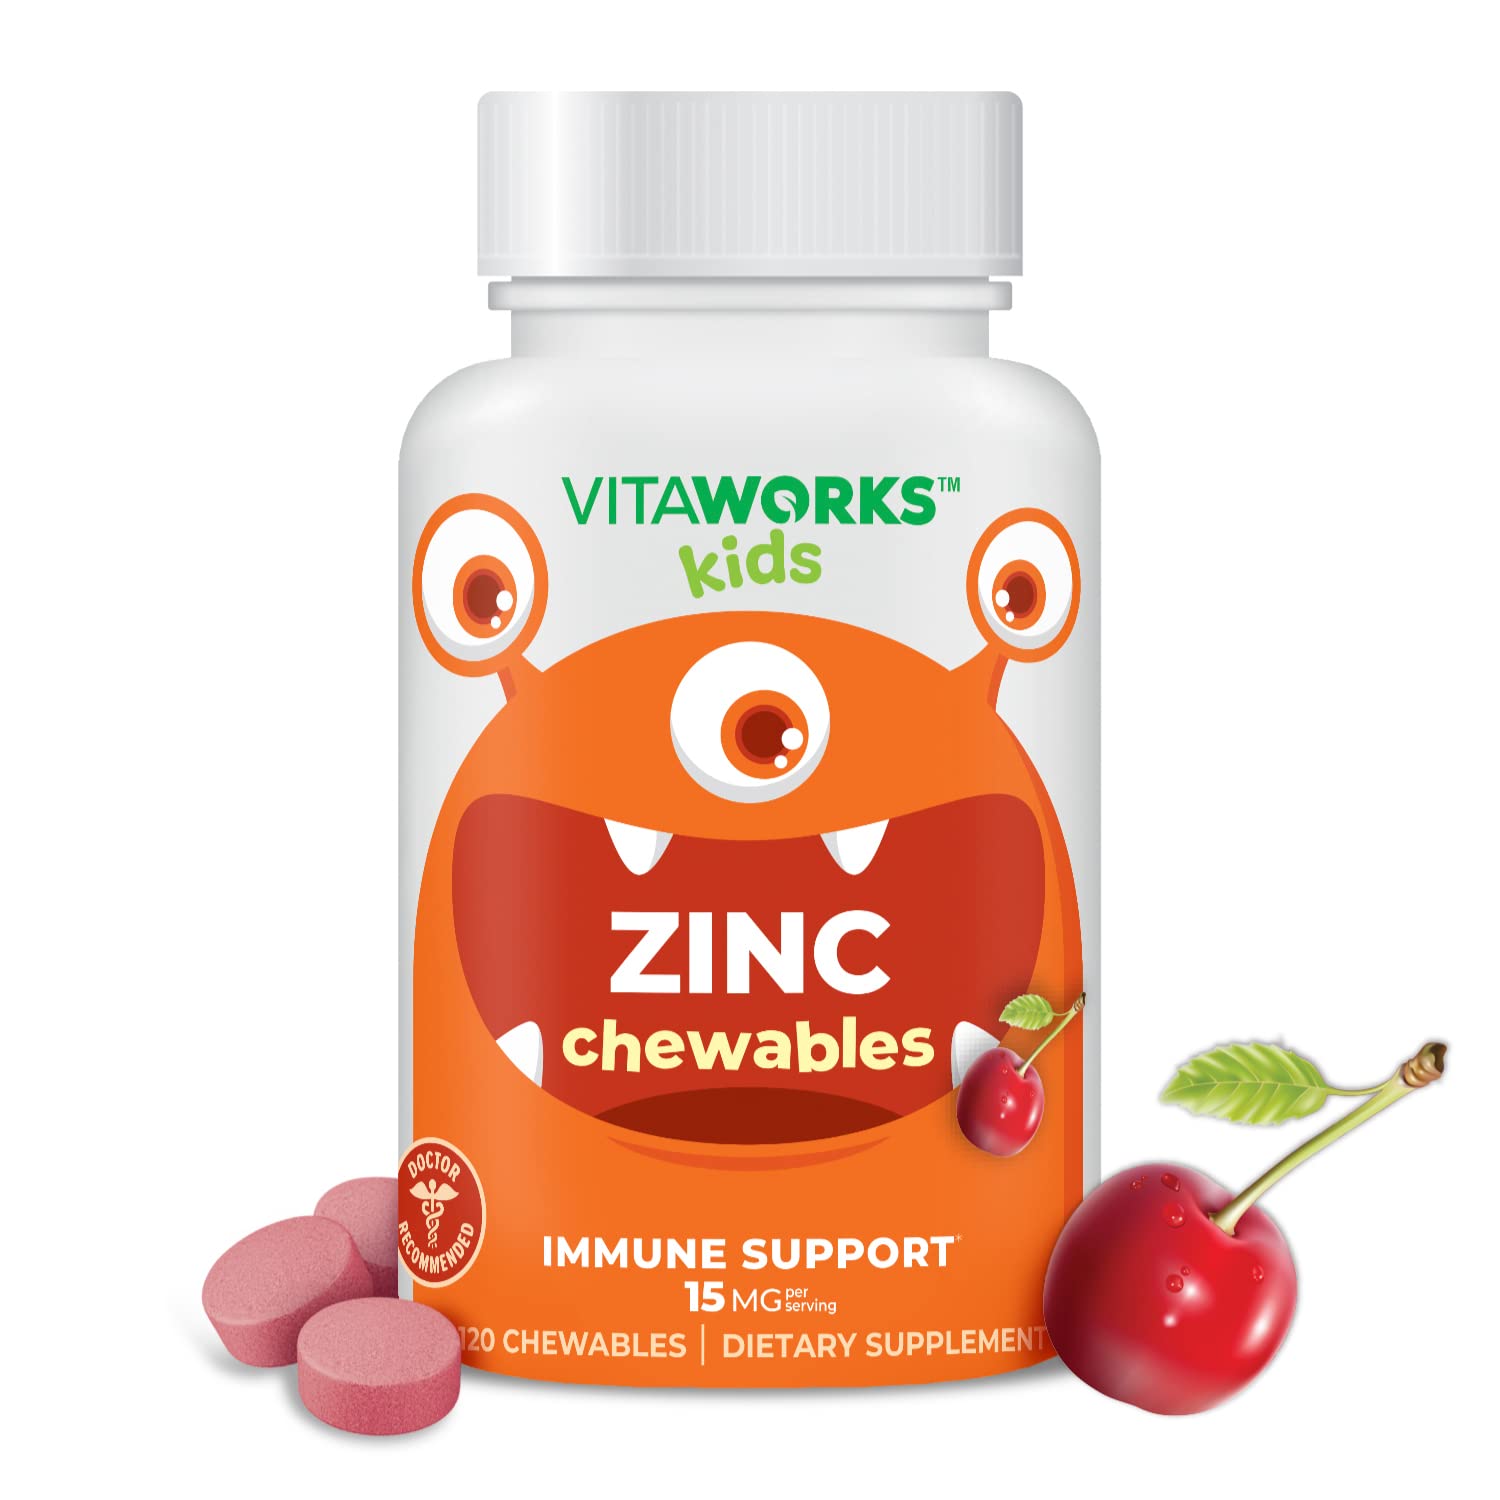 VITAWORKS™
kids
ZINC
chewables
DOCTOR
RECOMMENDED
IMMUNE SUPPORT*
15 MG per serving
120 CHEWABLES | DIETARY SUPPLEMENT